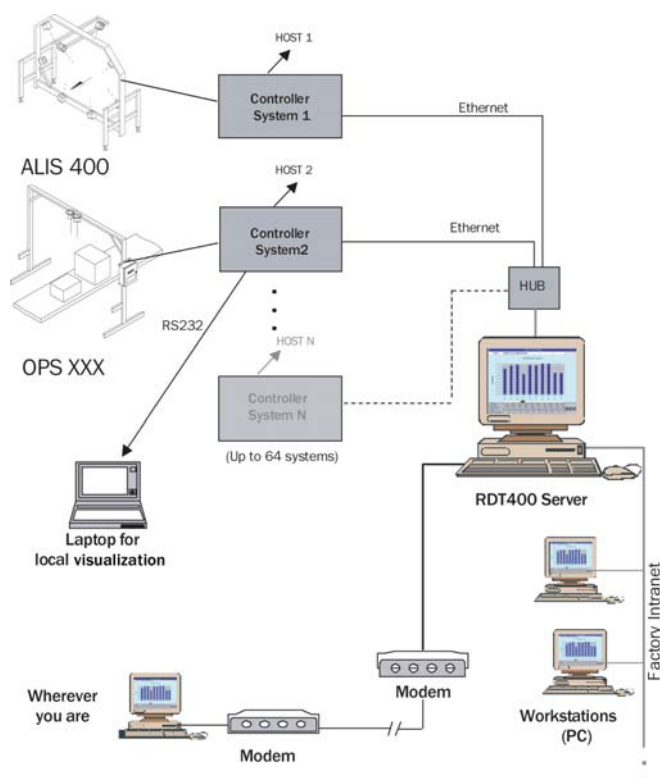 HOST 1
Controller
System 1
Ethernet
ALIS 400
HOST 2
Controller
System2
Ethernet
HUB
RS232
HOST N
OPS XXX
Controller
System N
(Up to 64 systems)
RDT400 Server
Laptop for
local visualization
Factory Intranet
Modem
Wherever
you are
Workstations
(PC)
Modem